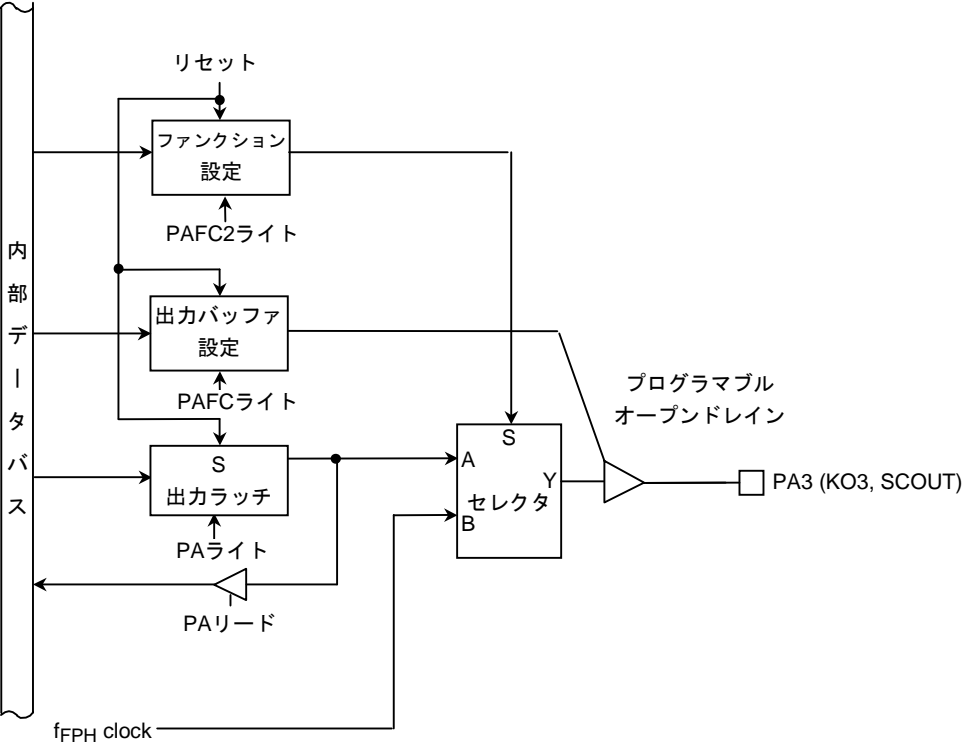 リセット
ファンクション
設定
PAFC2ライト
内部データバス
出力バッファ
設定
PAFCライト
プログラマブル
オープンドレイン
S
出力ラッチ
PAライト
PAリード
S
A
Y
セレクタ
B
PA3 (KO3, SCOUT)
fFPH clock